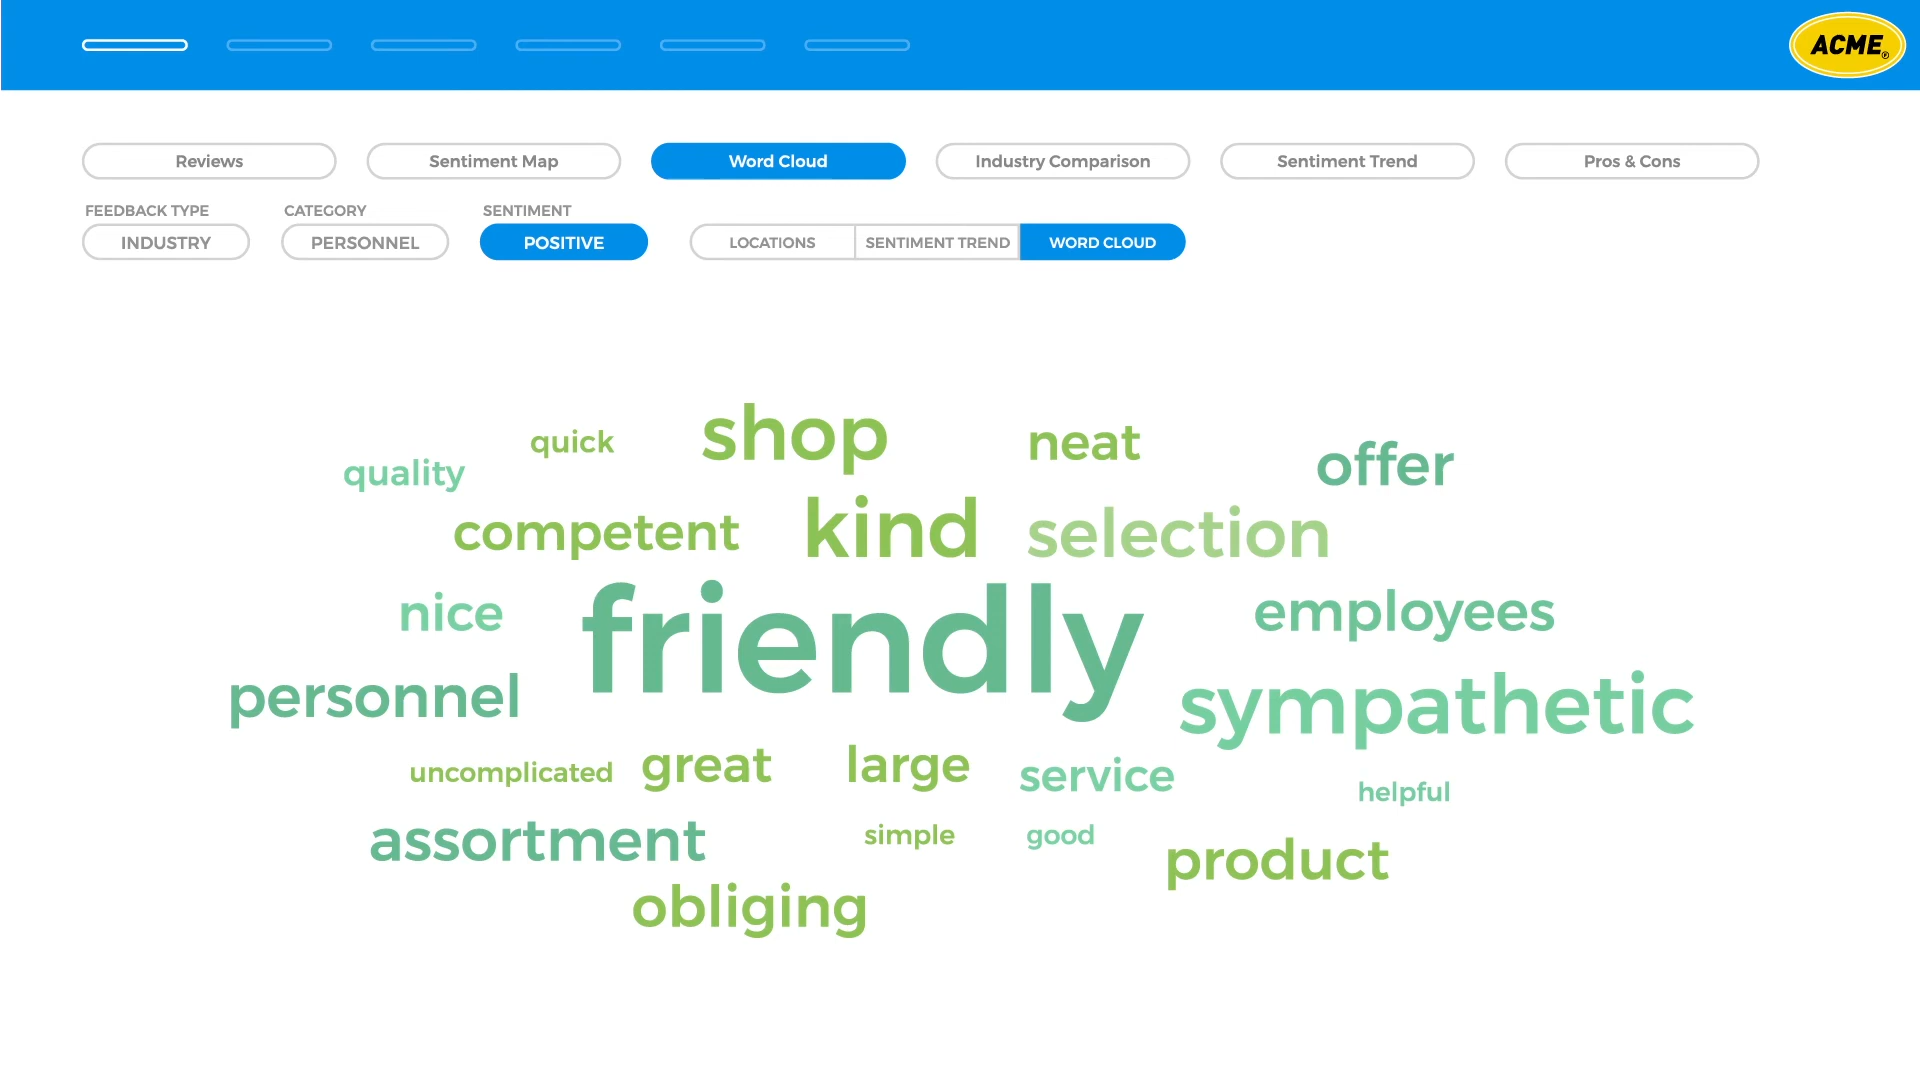 ACME®
Reviews Sentiment Map Word Cloud Industry Comparison Sentiment Trend Pros & Cons
FEEDBACK TYPE CATEGORY SENTIMENT
INDUSTRY PERSONNEL POSITIVE LOCATIONS SENTIMENT TREND WORD CLOUD
quick shop neat
quality offer
competent kind selection
nice friendly employees
personnel sympathetic
uncomplicated great large service helpful
assortment simple good product
obliging